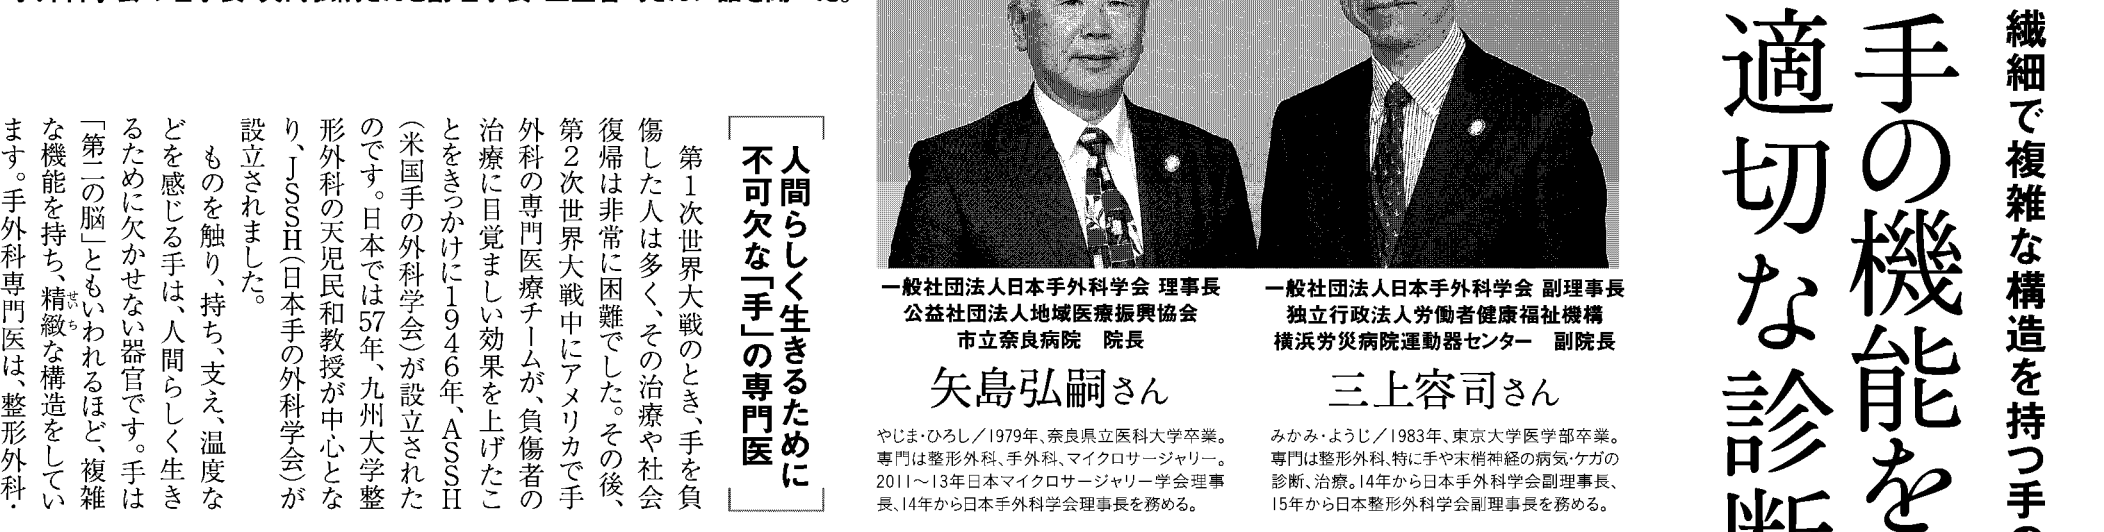 繊細で複雑な構造を持つ手
手の機能を
適切な診断
一般社団法人日本手外科学会 理事長
公益社団法人地域医療振興協会
市立奈良病院　院長
矢島弘嗣さん
やじま・ひろし／1979年、奈良県立医科大学卒業。
専門は整形外科、手外科、マイクロサージャリー。
2011～13年日本マイクロサージャリー学会理事
長、14年から日本手外科学会理事長を務める。
一般社団法人日本手外科学会 副理事長
独立行政法人労働者健康福祉機構
横浜労災病院運動器センター　副院長
三上容司さん
みかみ・ようじ／1983年、東京大学医学部卒業。
専門は整形外科、特に手や末梢神経の病気・ケガの
診断、治療。14年から日本手外科学会副理事長、
15年から日本整形外科学会副理事長を務める。
人間らしく生きるために
不可欠な「手」の専門医
第1次世界大戦のとき、手を負
傷した人は多く、その治療や社会
復帰は非常に困難でした。その後、
第2次世界大戦中にアメリカで手
外科の専門医療チームが、負傷者の
治療に目覚ましい効果を上げたこ
とをきっかけに1946年、ASSH
（米国手の外科学会）が設立された
のです。日本では57年、九州大学整
形外科の天児民和教授が中心とな
り、JSSH（日本手の外科学会）が
設立されました。
ものを触り、持ち、支え、温度な
どを感じる手は、人間らしく生き
るために欠かせない器官です。手は
「第二の脳」ともいわれるほど、複雑
な機能を持ち、精緻な構造をしてい
ます。手外科専門医は、整形外科・